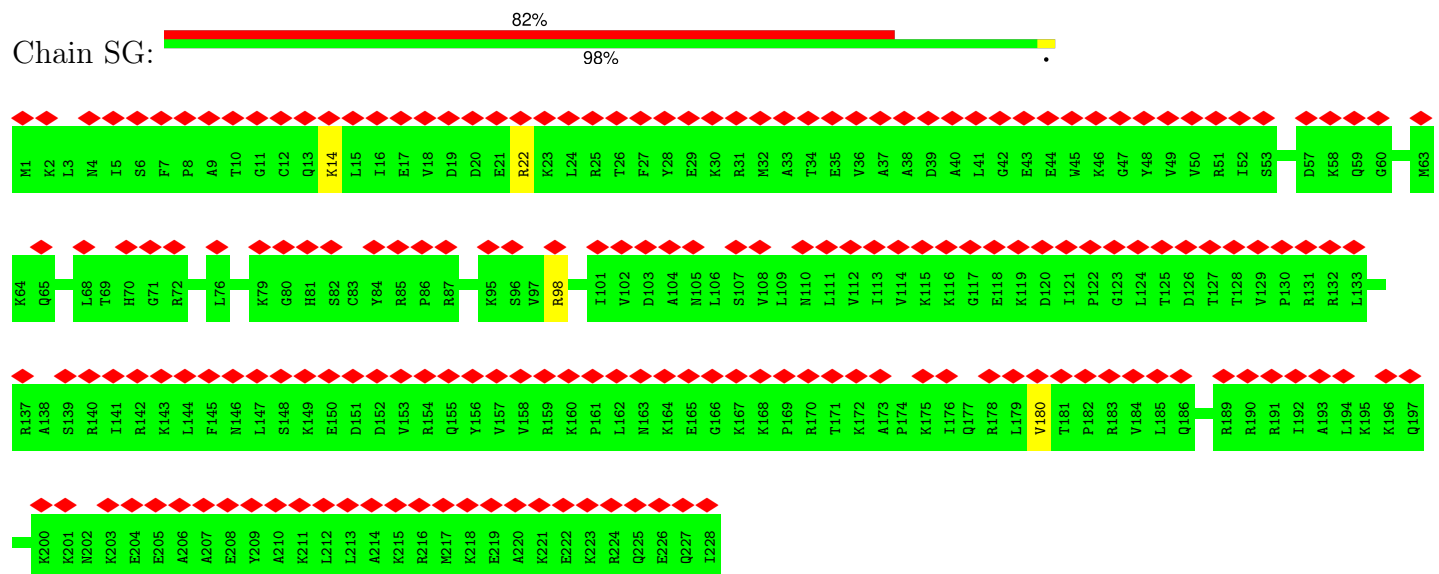 82%
Chain SG:
98%
•
M1 K2 L3 N4 I5 S6 F7 P8 A9 T10 G11 C12 Q13 K14 L15 I16 E17 V18 D19 D20 E21 R22 K23 L24 R25 T26 F27 Y28 E29 K30 R31 M32 A33 T34 E35 V36 A37 A38 D39 A40 L41 G42 E43 E44 W45 K46 G47 Y48 V49 V50 R51 I52 S53 D57 K58 Q59 G60 M63
K64 Q65 L68 T69 H70 G71 R72 L76 K79 G80 H81 S82 C83 Y84 R85 P86 R87 K95 S96 V97 R98 I101 V102 D103 A104 N105 L106 S107 V108 L109 N110 L111 V112 I113 V114 K115 K116 G117 E118 K119 D120 I121 P122 G123 L124 T125 D126 T127 T128 V129 P130 R131 R132 L133
R137 A138 S139 R140 I141 R142 K143 L144 F145 N146 L147 S148 K149 E150 D151 D152 V153 R154 Q155 Y156 V157 V158 R159 K160 P161 L162 N163 K164 E165 G166 K167 K168 P169 R170 T171 K172 A173 P174 K175 I176 Q177 R178 L179 V180 T181 P182 R183 V184 L185 Q186 R189 R190 R191 I192 A193 L194 K195 K196 Q197
K200 K201 N202 K203 E204 E205 A206 A207 E208 Y209 A210 K211 L212 L213 A214 K215 R216 M217 K218 E219 A220 K221 E222 K223 R224 Q225 E226 Q227 I228